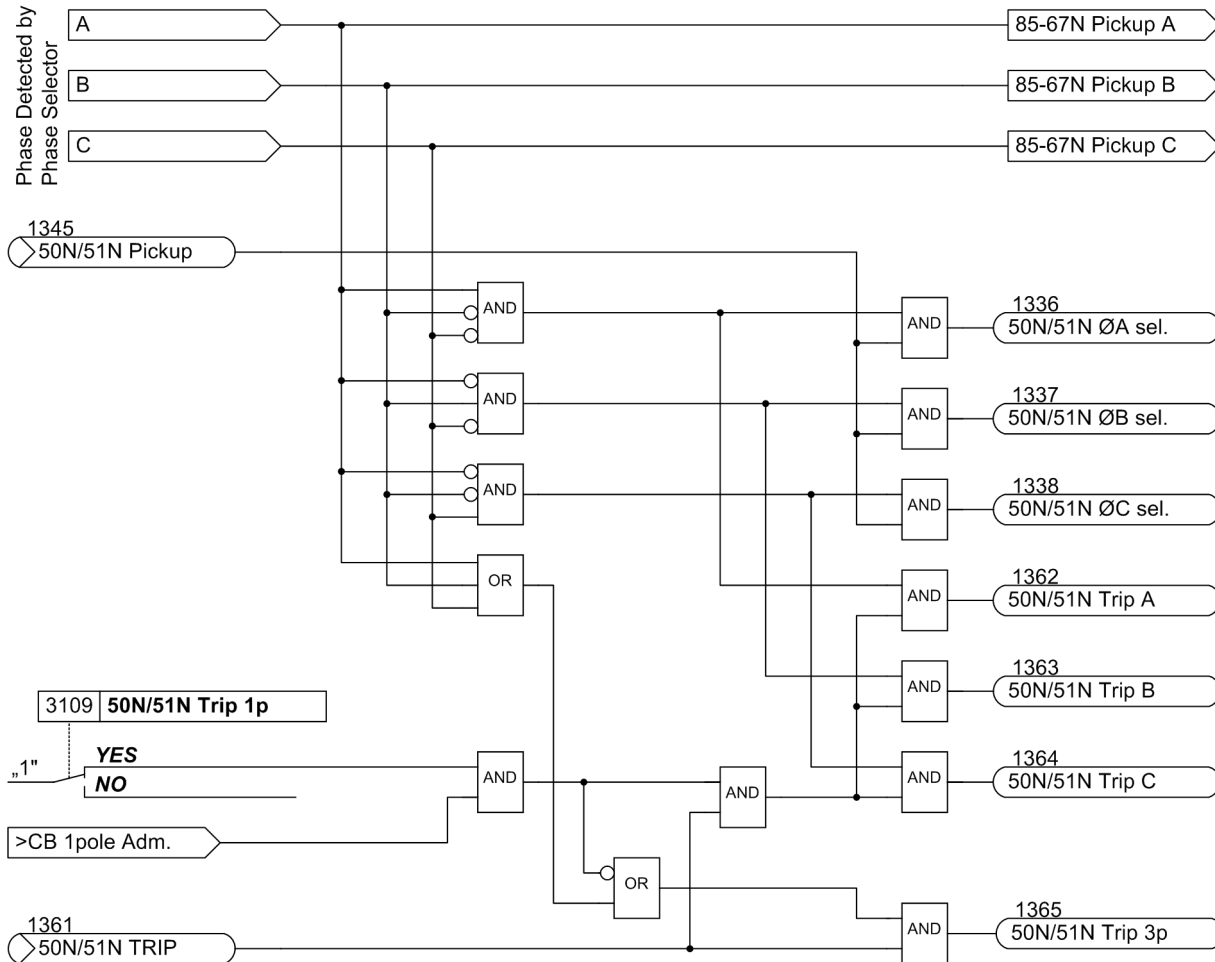 Phase Detected by
Phase Selector
A
85-67N Pickup A
B
85-67N Pickup B
C
85-67N Pickup C
1345
50N/51N Pickup
AND
AND
1336
50N/51N ØA sel.
AND
AND
1337
50N/51N ØB sel.
AND
AND
1338
50N/51N ØC sel.
OR
AND
1362
50N/51N Trip A
AND
1363
50N/51N Trip B
3109 50N/51N Trip 1p
„1"
YES
NO
AND
AND
AND
1364
50N/51N Trip C
>CB 1pole Adm.
OR
1361
50N/51N TRIP
AND
1365
50N/51N Trip 3p